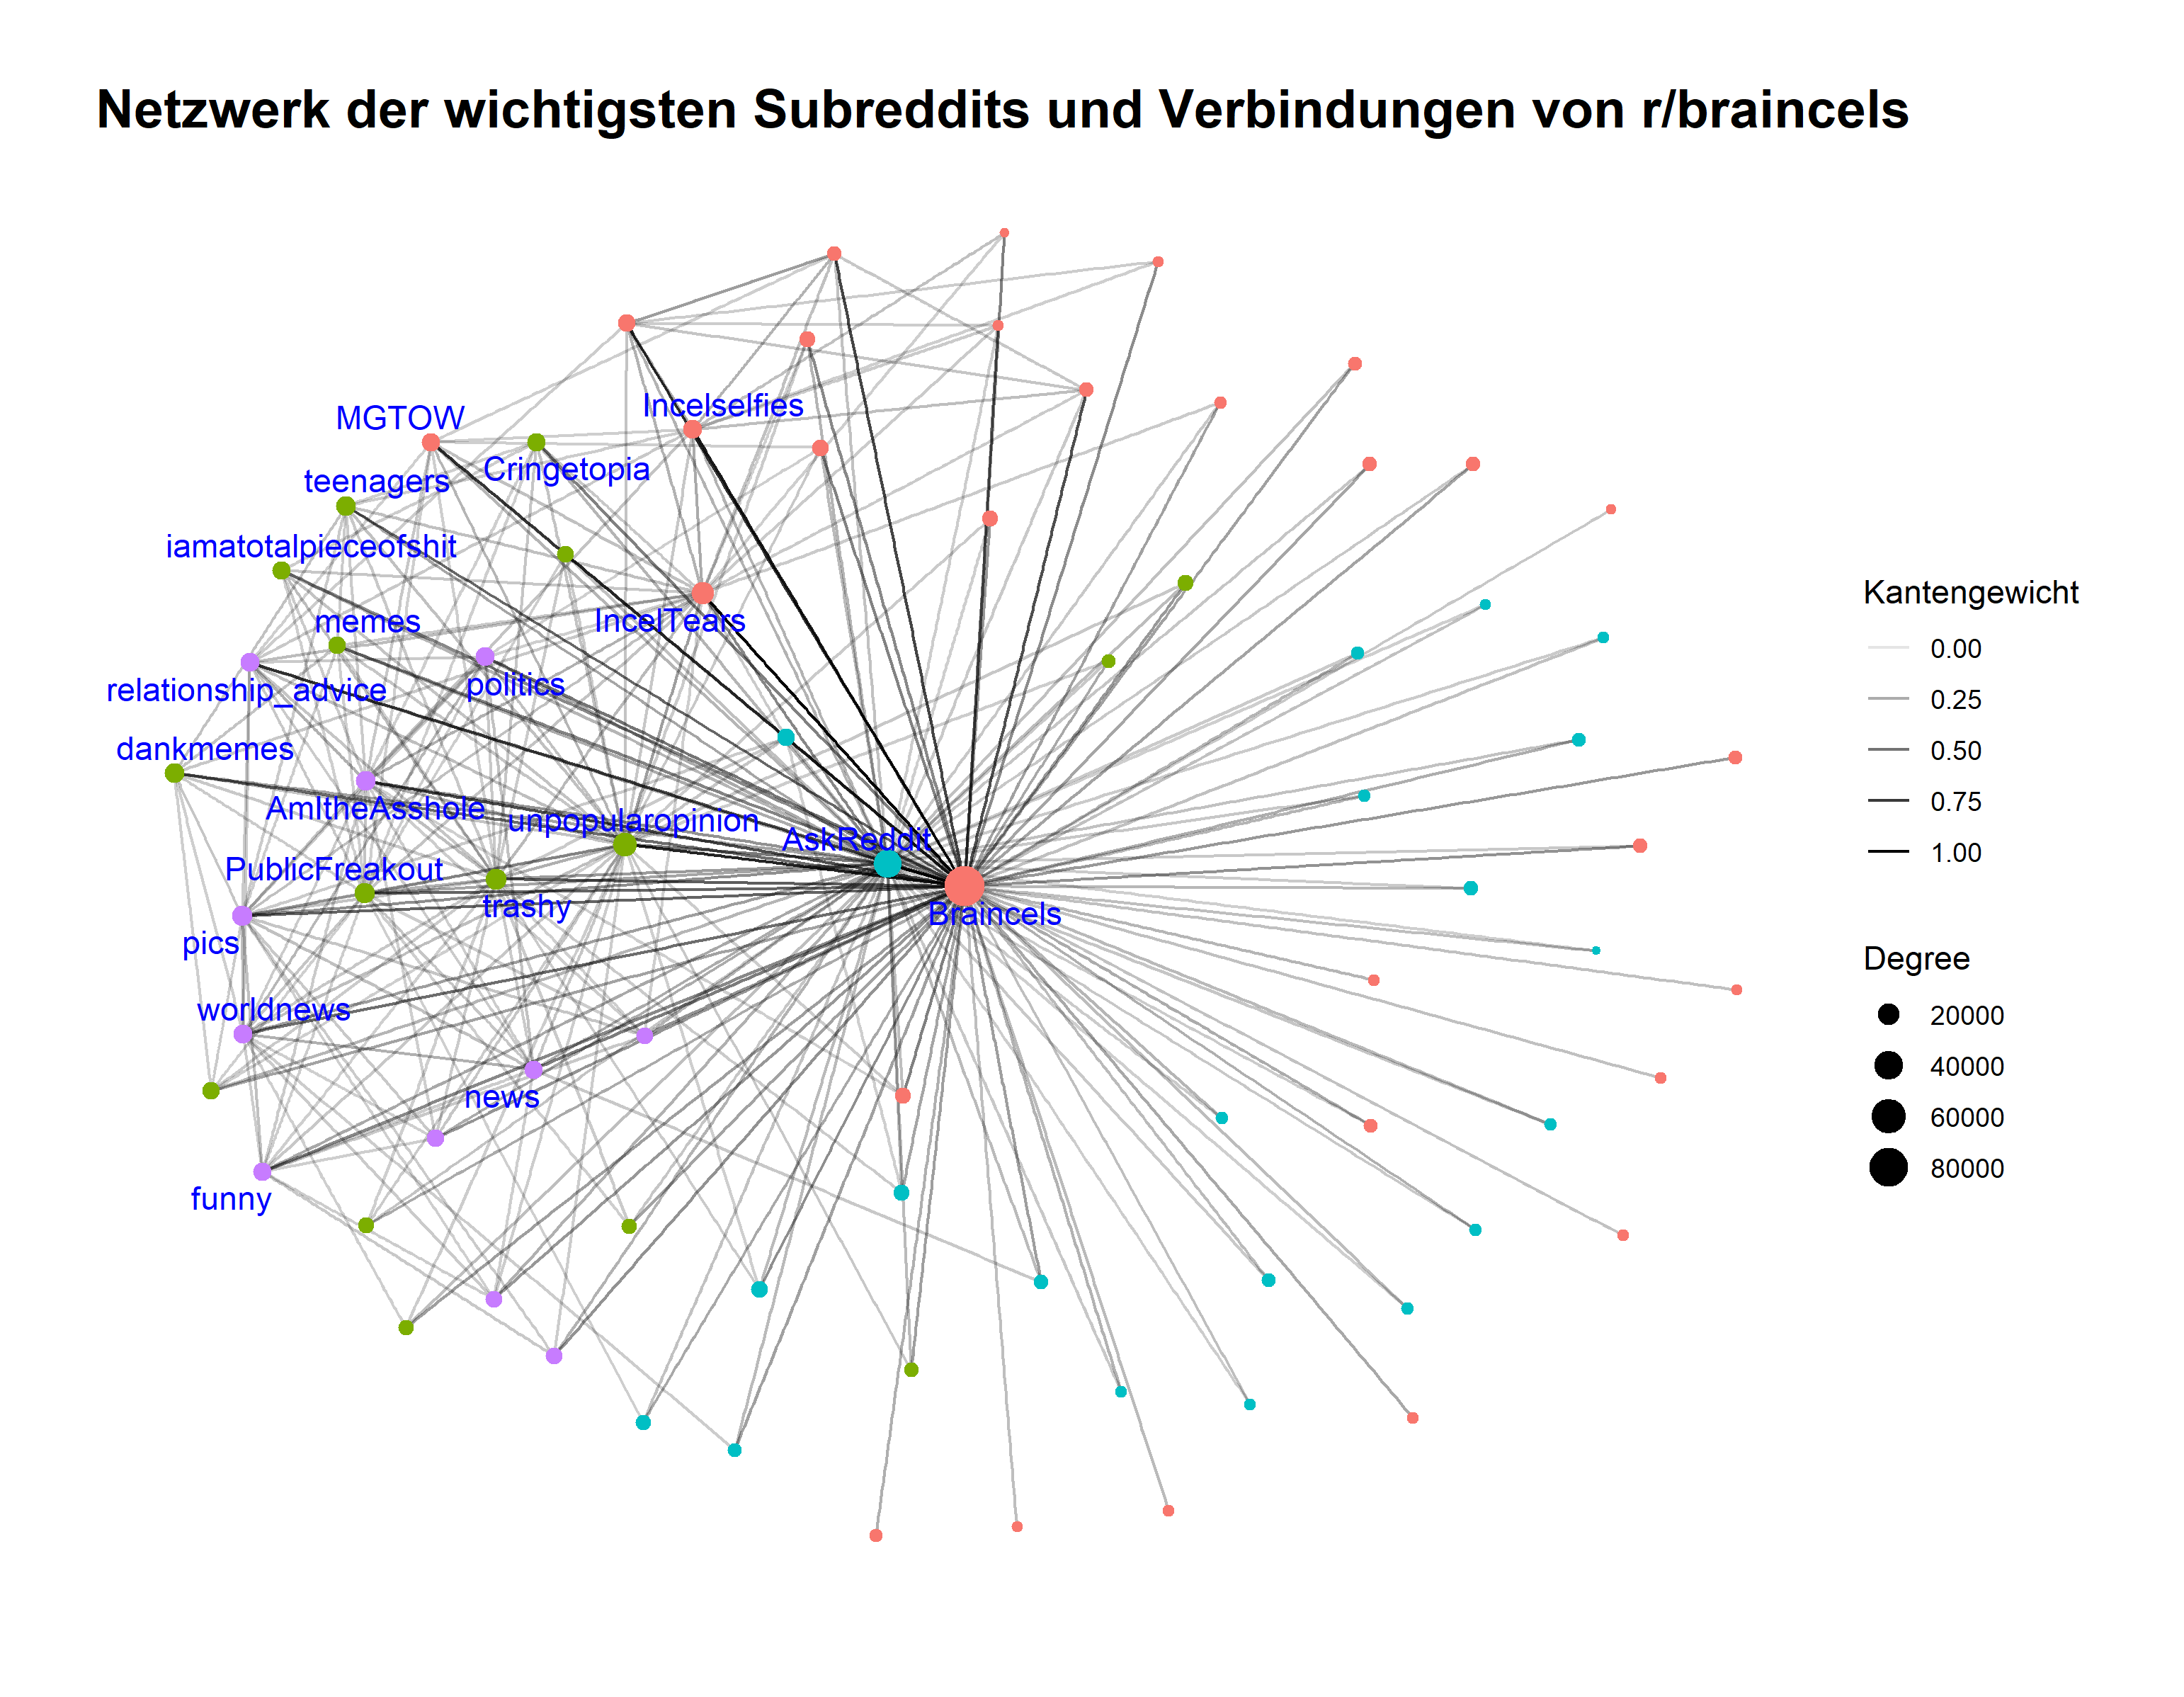 Netzwerk der wichtigsten Subreddits und Verbindungen von r/braincels
Incelselfies
MGTOW
Cringetopia
teenagers
iamatotalpieceofshit
memes
IncelTears
relationship_advice
politics
dankmemes
AmItheAsshole
unpopularopinion
AskReddit
PublicFreakout
trashy
Braincels
pics
worldnews
news
funny
Kantengewicht
0.00
0.25
0.50
0.75
1.00
Degree
20000
40000
60000
80000